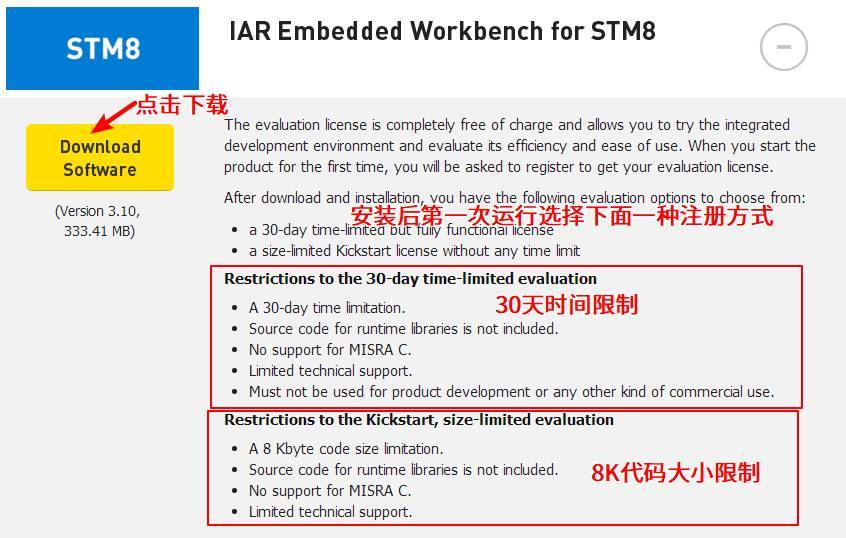 STM8
IAR Embedded Workbench for STM8
点击下载
Download
Software
(Version 3.10,
333.41 MB)
The evaluation license is completely free of charge and allows you to try the integrated
development environment and evaluate its efficiency and ease of use. When you start the
product for the first time, you will be asked to register to get your evaluation license.
After download and installation, you have the following evaluation options to choose from:
安装后第一次运行选择下面一种注册方式
• a 30-day time-limited but fully functional license
• a size-limited Kickstart license without any time limit
Restrictions to the 30-day time-limited evaluation
30天时间限制
• A 30-day time limitation.
• Source code for runtime libraries is not included.
• No support for MISRA C.
• Limited technical support.
• Must not be used for product development or any other kind of commercial use.
Restrictions to the Kickstart, size-limited evaluation
• A 8 Kbyte code size limitation.
• Source code for runtime libraries is not included.
8K代码大小限制
• No support for MISRA C.
• Limited technical support.